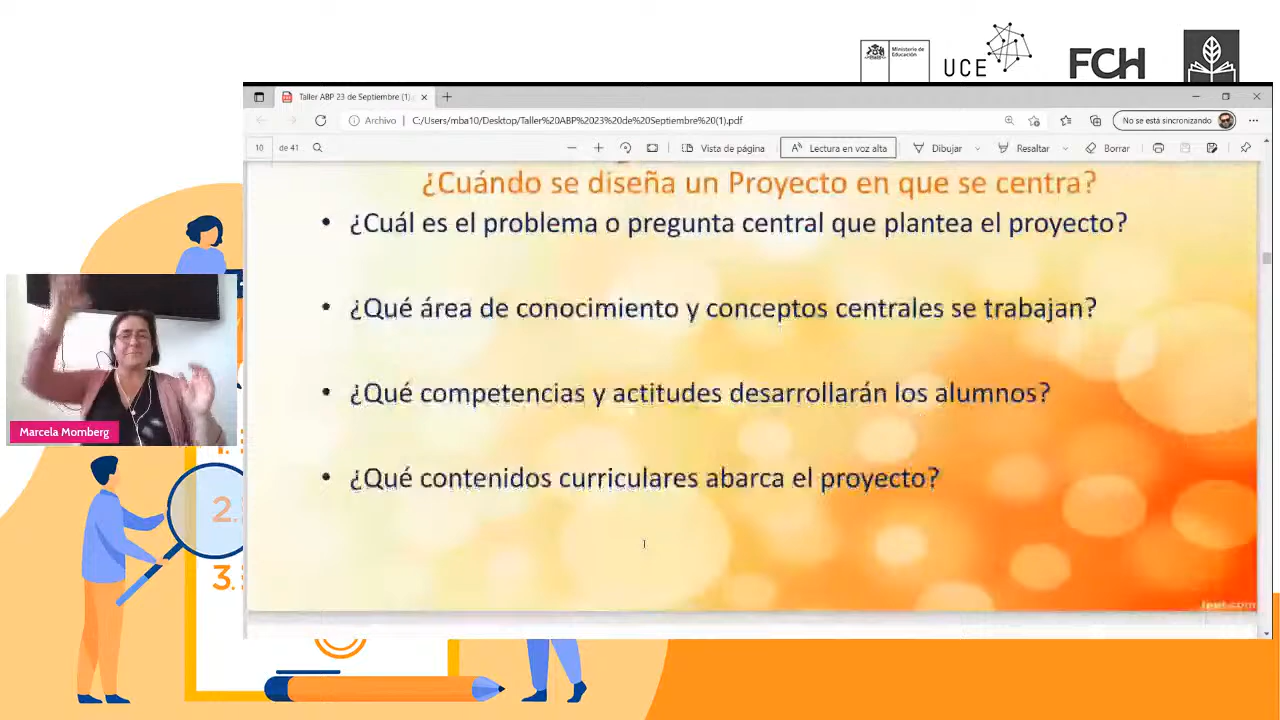 Ministerio de
Educación
UCE
FCH
Taller ABP 23 de Septiembre (1).
Archivo
C:/Users/mba10/Desktop/Taller%20ABP%2023%20de%20Septiembre%20(1).pdf
No se está sincronizando
10 de 41
Vista de página
Lectura en voz alta
Dibujar
Resaltar
Borrar
¿Cuándo se diseña un Proyecto en que se centra?
• ¿Cuál es el problema o pregunta central que plantea el proyecto?
• ¿Qué área de conocimiento y conceptos centrales se trabajan?
• ¿Qué competencias y actitudes desarrollarán los alumnos?
• ¿Qué contenidos curriculares abarca el proyecto?
Marcela Momberg
2.
3.